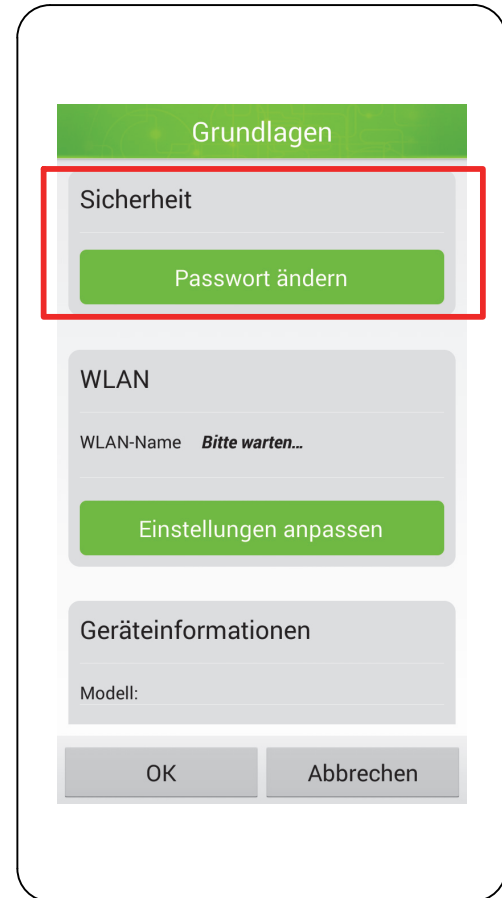 Grundlagen
Sicherheit
Passwort ändern
WLAN
WLAN-Name Bitte warten...
Einstellungen anpassen
Geräteinformationen
Modell:
OK Abbrechen